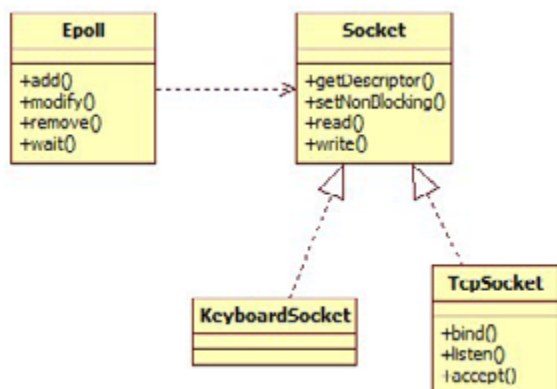 Epoll
+add()
+modify()
+remove()
+wait()
Socket
+getDescriptor()
+setNonBlocking()
+read()
+write()
KeyboardSocket
TcpSocket
+bind()
+listen()
+accept()